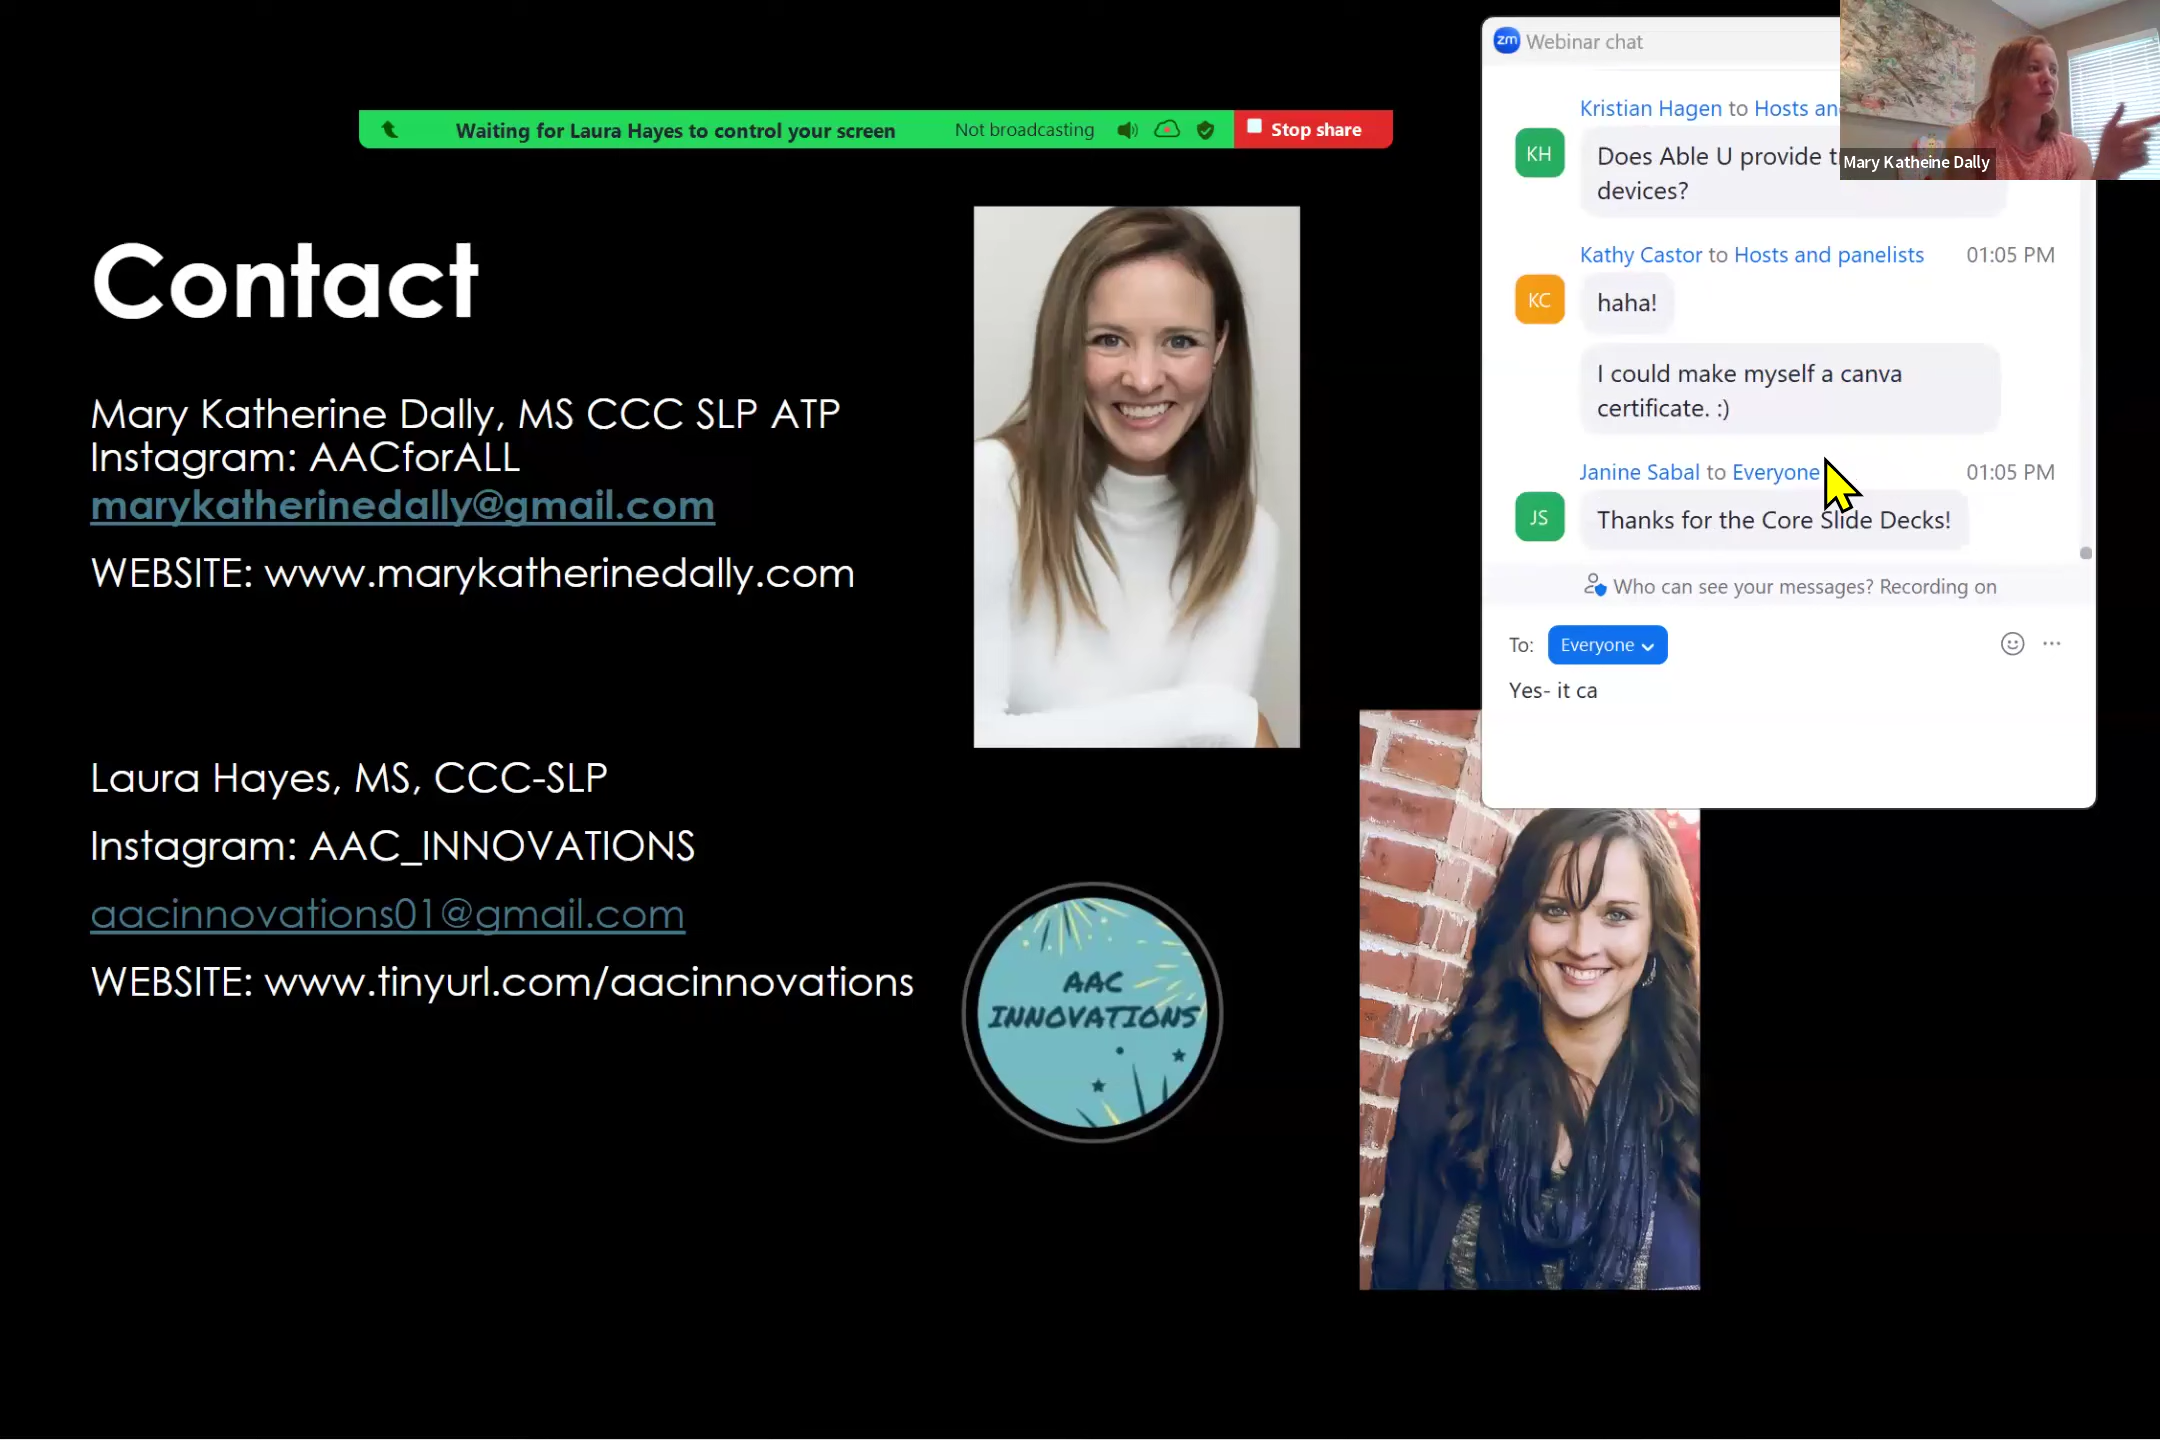 Waiting for Laura Hayes to control your screen
Not broadcasting
Stop share
Contact
Mary Katherine Dally, MS CCC SLP ATP
Instagram: AACforALL
marykatherinedally@gmail.com
WEBSITE: www.marykatherinedally.com
Laura Hayes, MS, CCC-SLP
Instagram: AAC_INNOVATIONS
aacinnovations01@gmail.com
WEBSITE: www.tinyurl.com/aacinnovations
AAC
INNOVATIONS
zm Webinar chat
Kristian Hagen to Hosts
KH
Does Able U provide
devices?
Kathy Castor to Hosts and panelists 01:05 PM
KC
haha!
I could make myself a canva
certificate. :)
Janine Sabal to Everyone 01:05 PM
JS
Thanks for the Core Slide Decks!
Who can see your messages? Recording on
To: Everyone
Yes- it ca
Mary Katheine Dally